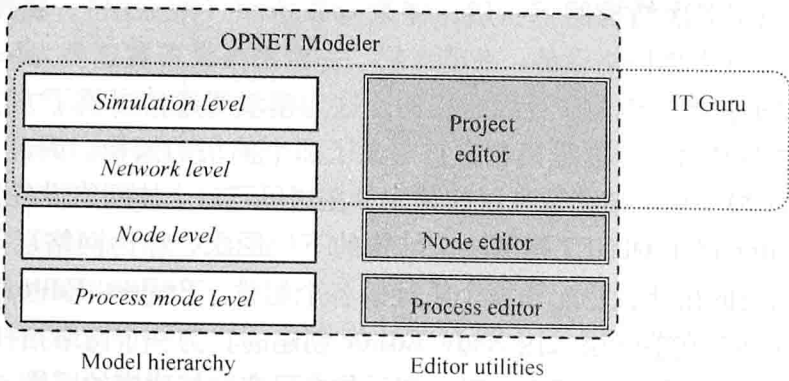 OPNET Modeler
Simulation level
Project
editor
IT Guru
Network level
Node level
Node editor
Process mode level
Process editor
Model hierarchy
Editor utilities